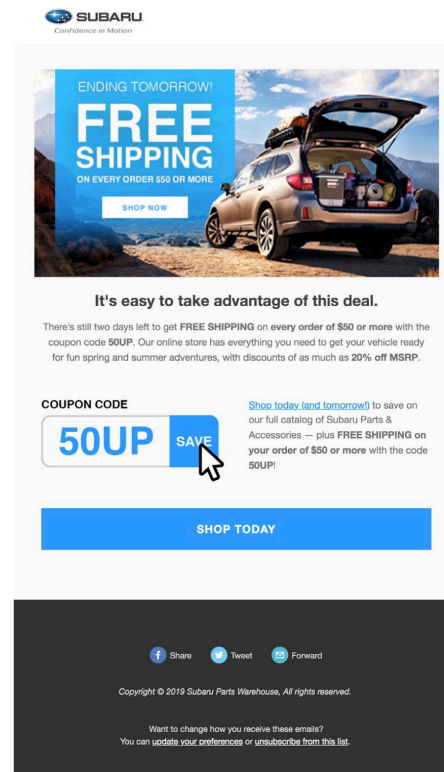 SUBARU
Confidence in Motion
ENDING TOMORROW!
FREE
SHIPPING
ON EVERY ORDER $50 OR MORE
SHOP NOW
It's easy to take advantage of this deal.
There's still two days left to get FREE SHIPPING on every order of $50 or more with the
coupon code 50UP. Our online store has everything you need to get your vehicle ready
for fun spring and summer adventures, with discounts of as much as 20% off MSRP.
COUPON CODE
50UP SAVE
Shop today (and tomorrow!) to save on
our full catalog of Subaru Parts &
Accessories — plus FREE SHIPPING on
your order of $50 or more with the code
50UP!
SHOP TODAY
Share Tweet Forward
Copyright © 2019 Subaru Parts Warehouse, All rights reserved.
Want to change how you receive these emails?
You can update your preferences or unsubscribe from this list.